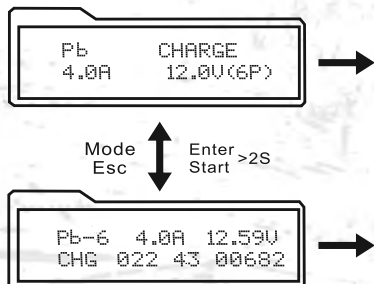 Pb CHARGE
4.0A 12.0V(6P)
Mode Enter
Esc Start >2S
Pb-6 4.0A 12.59V
CHG 022 43 00682